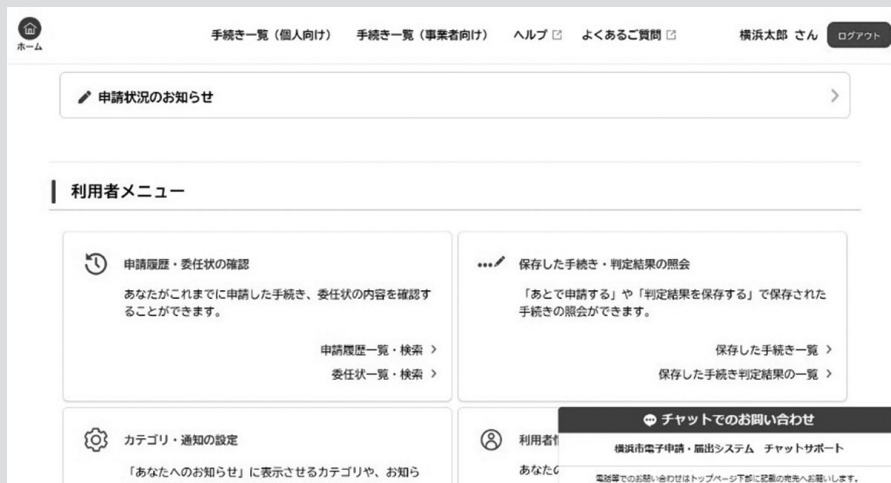 ホーム
手続き一覧（個人向け） 手続き一覧（事業者向け） ヘルプ よくあるご質問 横浜太郎 さん ログアウト
申請状況のお知らせ
利用者メニュー
申請履歴・委任状の確認
あなたがこれまでに申請した手続き、委任状の内容を確認す
ることができます。
申請履歴一覧・検索
委任状一覧・検索
保存した手続き・判定結果の照会
「あとで申請する」や「判定結果を保存する」で保存された
手続きの照会ができます。
保存した手続き一覧
保存した手続き判定結果の一覧
カテゴリ・通知の設定
「あなたへのお知らせ」に表示させるカテゴリや、お知ら
利用者
あなたの
チャットでのお問い合わせ
横浜市電子申請・届出システム チャットサポート
電話等でのお問い合わせはトップページ下部に記載の宛先へお願いします。